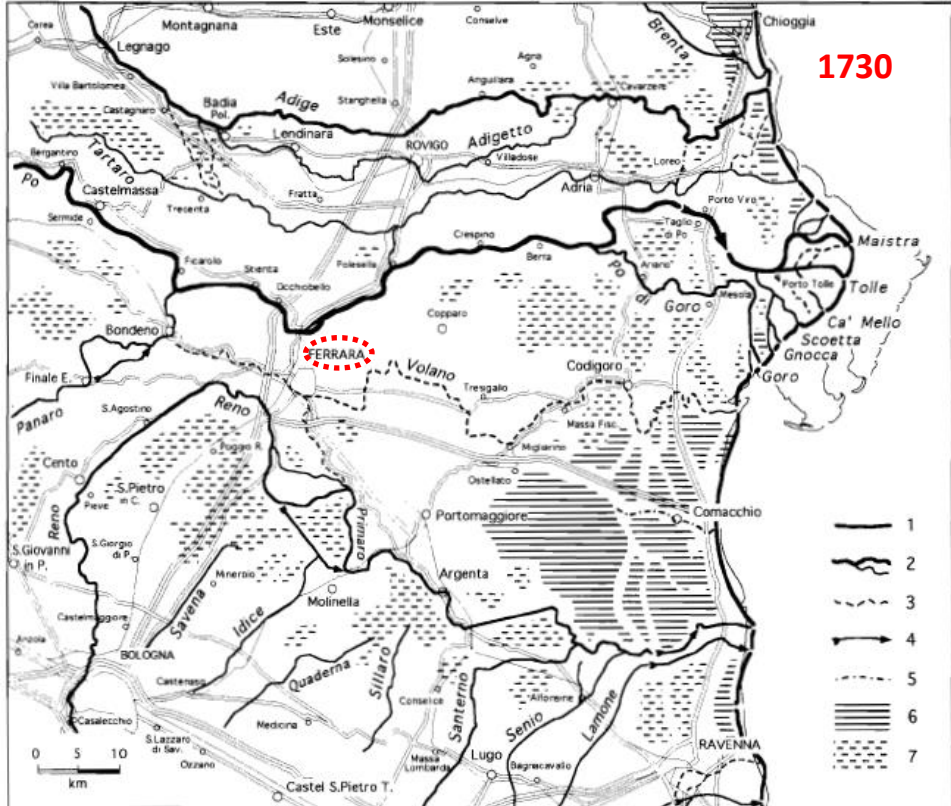 1730
Cerea
Montagnana
Este
Monselice
Conselve
Chioggia
Legnago
Solesino
Agna
Brenta
Villa Bartolomea
Castagnaro
Badia
Pol.
Adige
Stanghella
Anguillara
Cavarzere
Lendinara
ROVIGO
Adigetto
Villadose
Loreo
Bergantino
Tartaro
Po
Castelmassa
Trecenta
Fratta
Adria
Porto Viro
Sermide
Taglio
di Po
Crespino
Berra
Ariano
Maistra
Ficarolo
Stienta
Polesella
Occhiobello
Po
di
Goro
Mesola
Porto Tolle
Tolle
Ca' Mello
Scoetta
Gnocca
Goro
Bondeno
Copparo
FERRARA
Volano
Codigoro
Tresigallo
Finale E.
Panaro
S.Agostino
Reno
Massa Fisc.
Poggio R.
Migliarino
Cento
Ostellato
Pieve
S.Pietro
in C.
Reno
Primaro
Portomaggiore
Comacchio
S.Giovanni
in P.
S.Giorgio
di P.
Minerbio
Argenta
Molinella
Savena
Idice
Castelmaggiore
Anzola
BOLOGNA
Castenaso
Quaderna
Sillaro
Conselice
Santerno
Senio
Alfonsine
Lamone
Casalecchio
Medicina
S.Lazzaro
di Sav.
Ozzano
Massa
Lombarda
Lugo
Bagnacavallo
RAVENNA
Castel S.Pietro T.
0 5 10
km
1
2
3
4
5
6
7